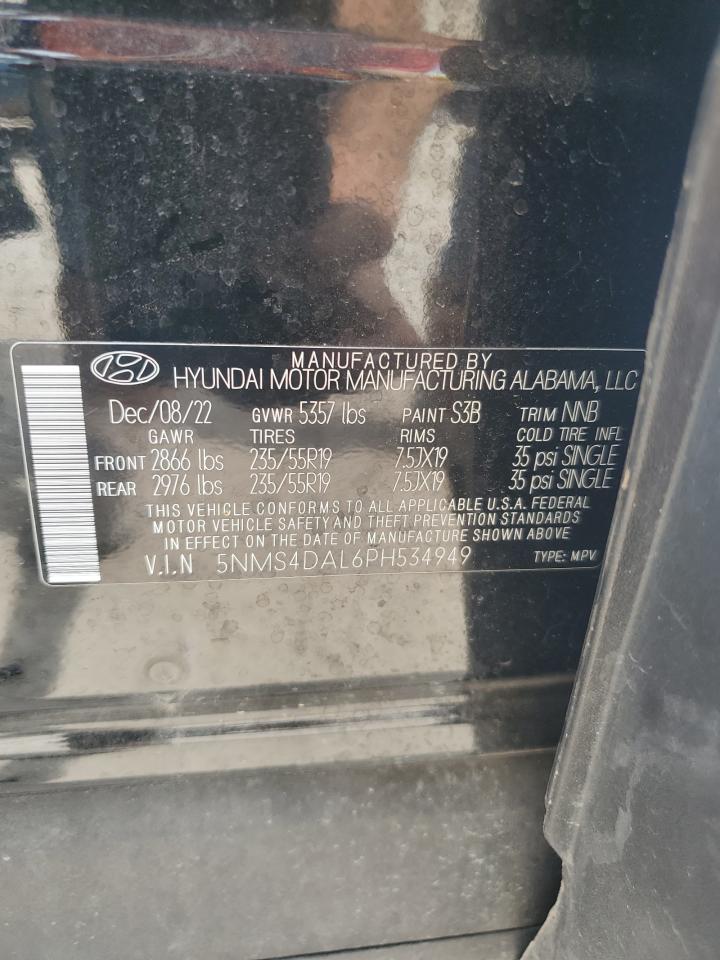 MANUFACTURED BY
HYUNDAI MOTOR MANUFACTURING ALABAMA, LLC
Dec/08/22 GVWR 5357 lbs PAINT S3B TRIM NNB
GAWR TIRES RIMS COLD TIRE INFL
FRONT 2866 lbs 235/55R19 7.5JX19 35 psi SINGLE
REAR 2976 lbs 235/55R19 7.5JX19 35 psi SINGLE
THIS VEHICLE CONFORMS TO ALL APPLICABLE U.S.A. FEDERAL
MOTOR VEHICLE SAFETY AND THEFT PREVENTION STANDARDS
IN EFFECT ON THE DATE OF MANUFACTURE SHOWN ABOVE
V.I.N 5NMS4DAL6PH534949 TYPE: MPV